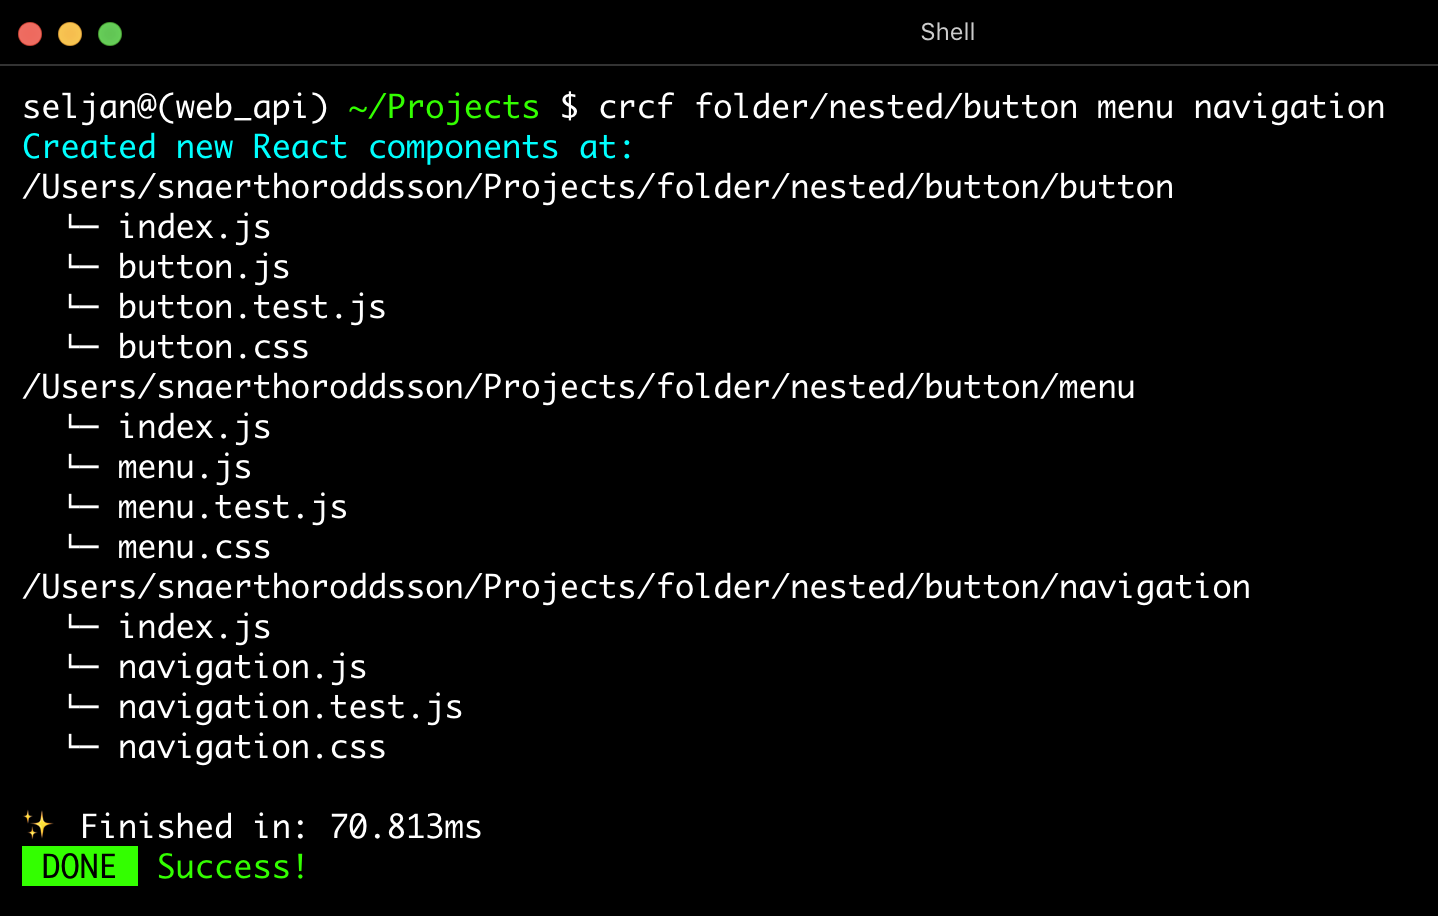 Shell
seljan@(web_api) ~/Projects $ crcf folder/nested/button menu navigation
Created new React components at:
/Users/snaerthoroddsson/Projects/folder/nested/button/button
└─ index.js
└─ button.js
└─ button.test.js
└─ button.css
/Users/snaerthoroddsson/Projects/folder/nested/button/menu
└─ index.js
└─ menu.js
└─ menu.test.js
└─ menu.css
/Users/snaerthoroddsson/Projects/folder/nested/button/navigation
└─ index.js
└─ navigation.js
└─ navigation.test.js
└─ navigation.css
✨ Finished in: 70.813ms
DONE Success!